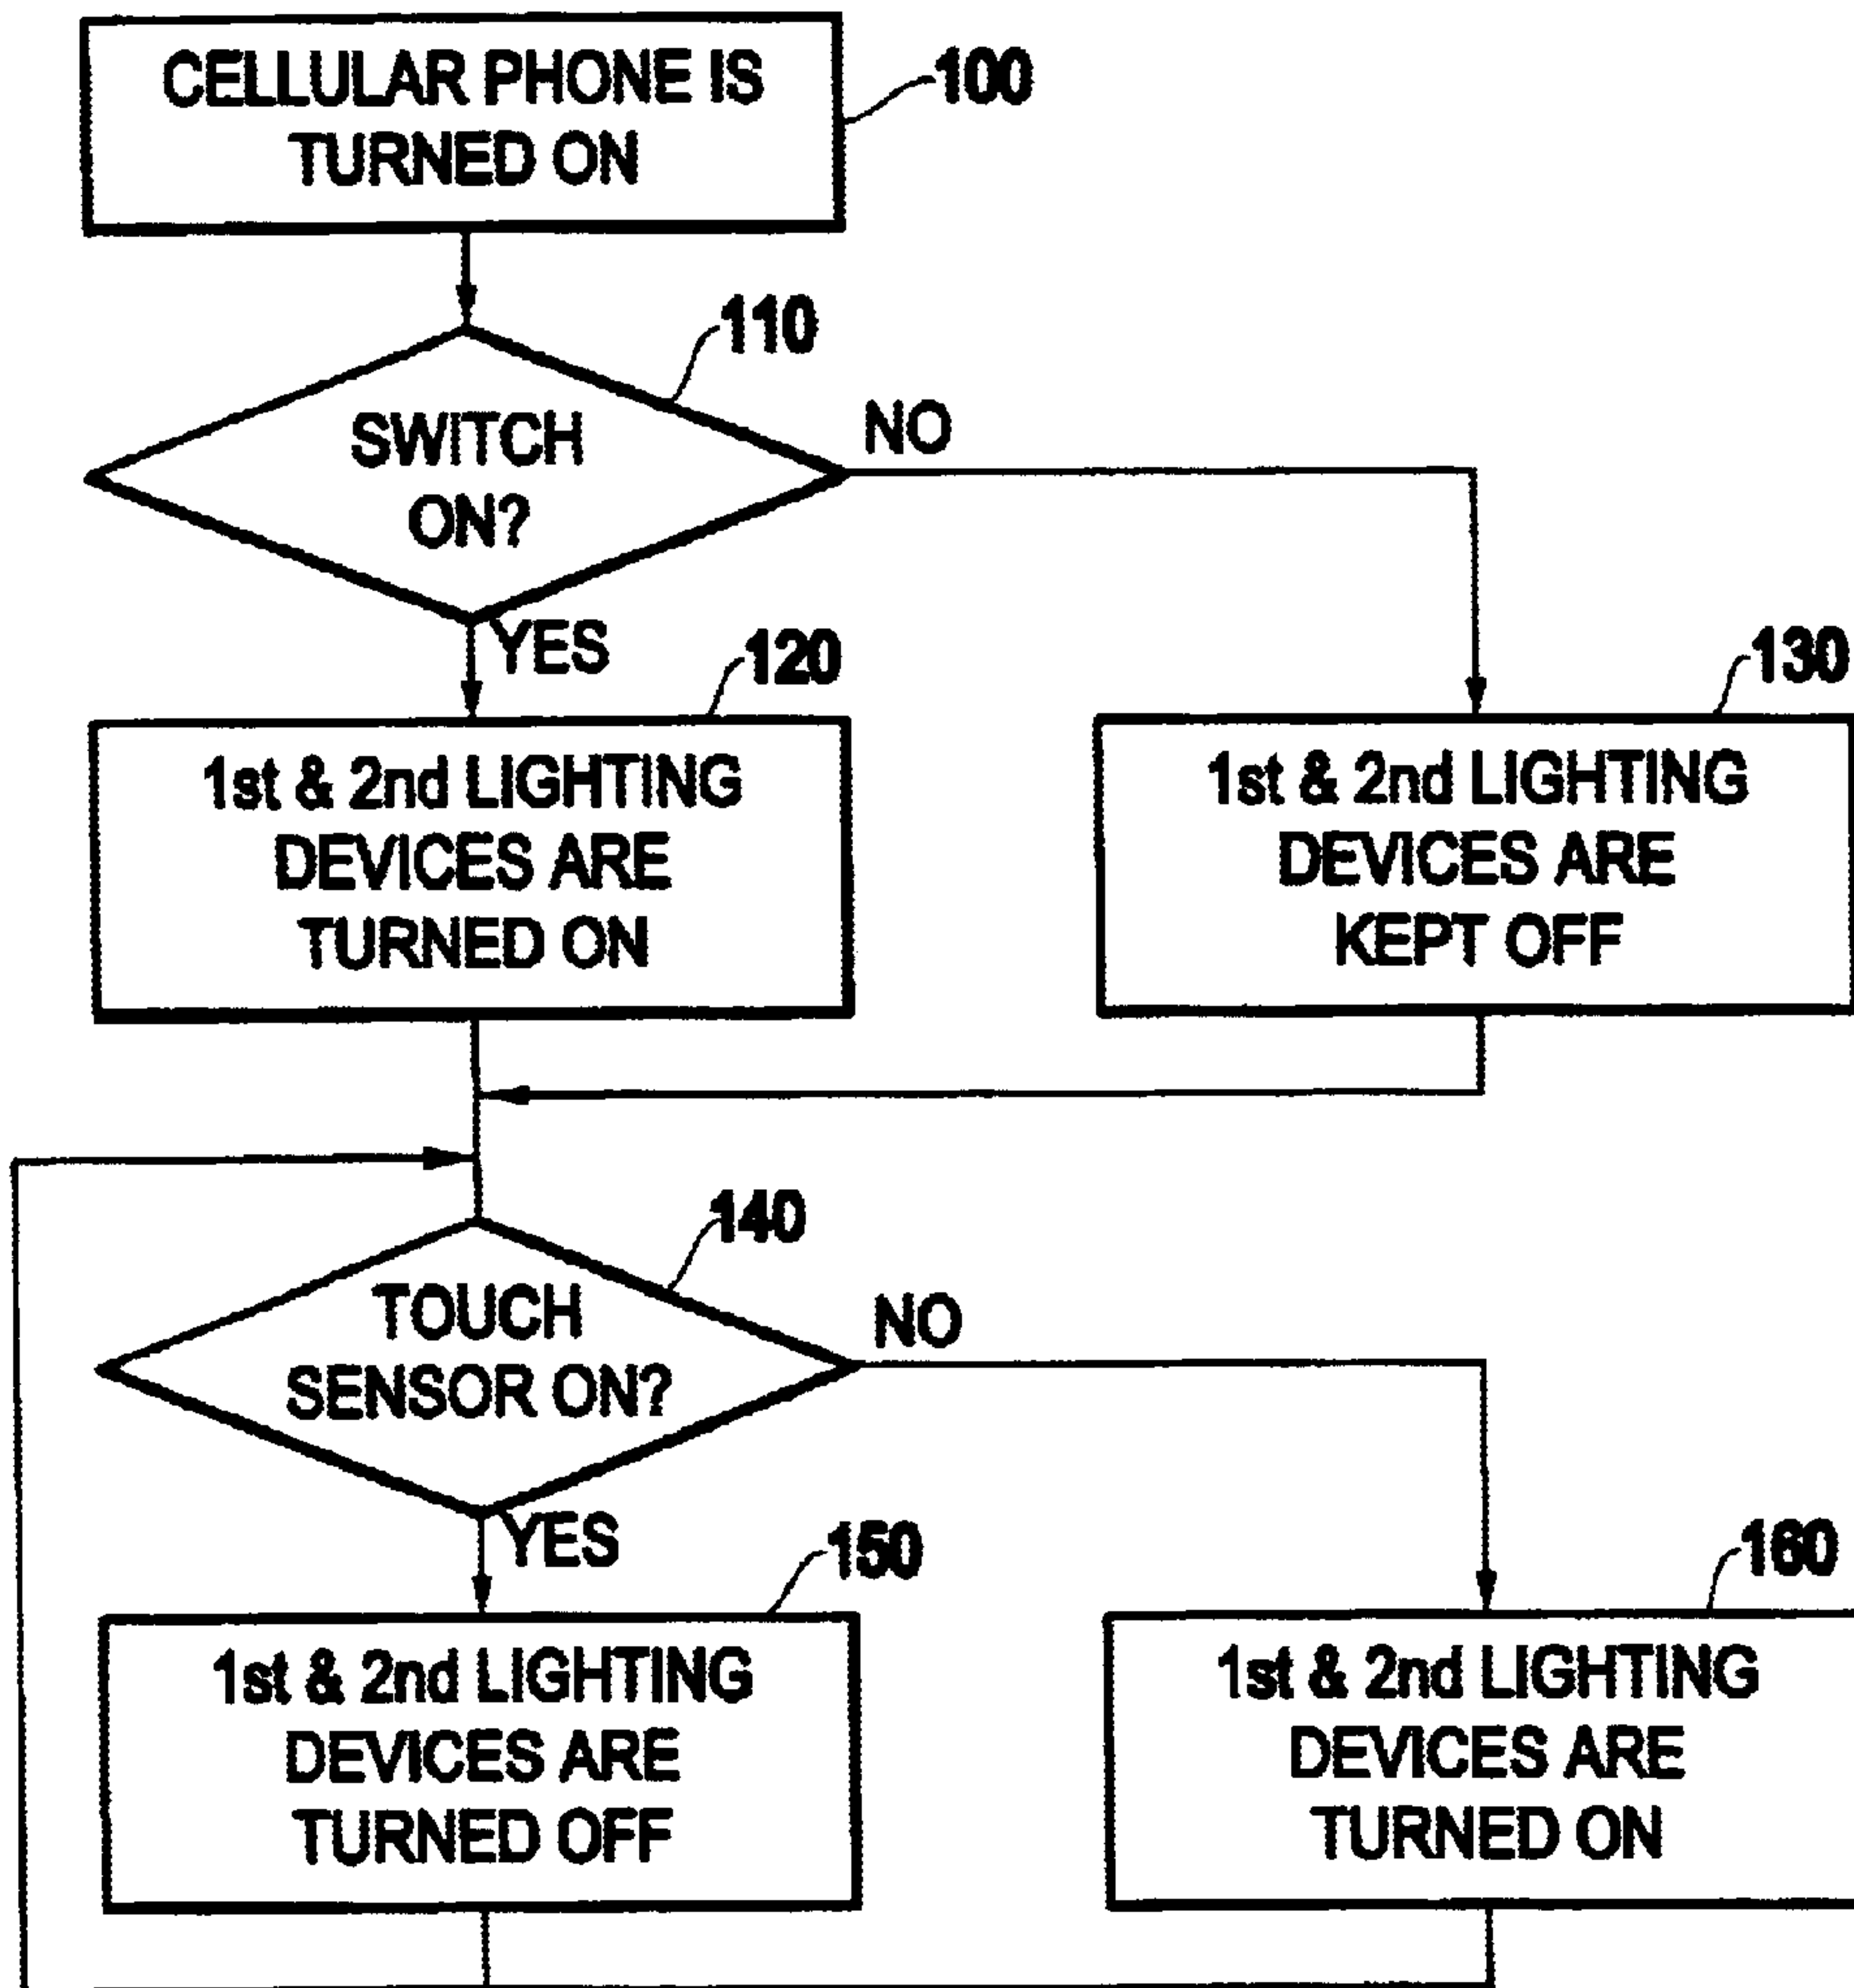 CELLULAR PHONE IS
TURNED ON
100
110
SWITCH
ON?
NO
YES
120
130
1st & 2nd LIGHTING
DEVICES ARE
TURNED ON
1st & 2nd LIGHTING
DEVICES ARE
KEPT OFF
140
TOUCH
SENSOR ON?
NO
YES
150
160
1st & 2nd LIGHTING
DEVICES ARE
TURNED OFF
1st & 2nd LIGHTING
DEVICES ARE
TURNED ON